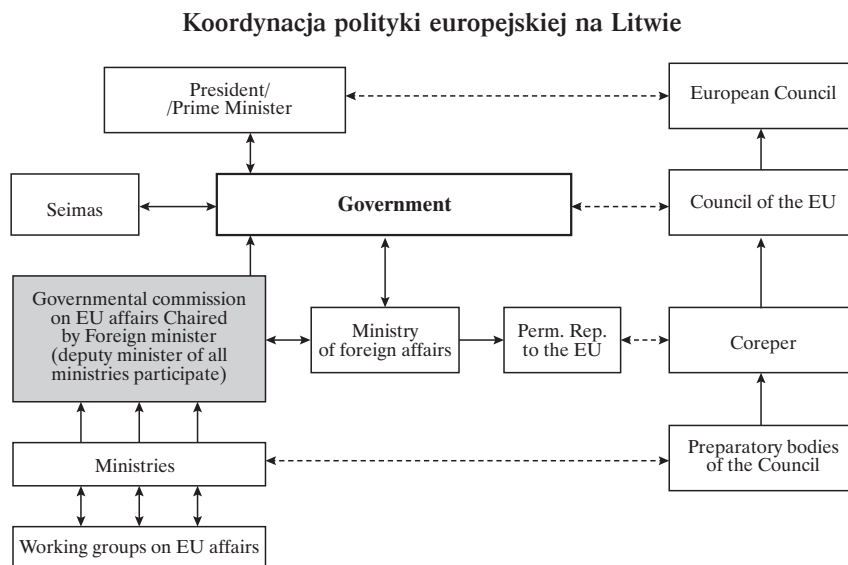 Koordynacja polityki europejskiej na Litwie
President/
/Prime Minister
European Council
Seimas
Government
Council of the EU
Governmental commission
on EU affairs Chaired
by Foreign minister
(deputy minister of all
ministries participate)
Ministry
of foreign affairs
Perm. Rep.
to the EU
Coreper
Ministries
Preparatory bodies
of the Council
Working groups on EU affairs